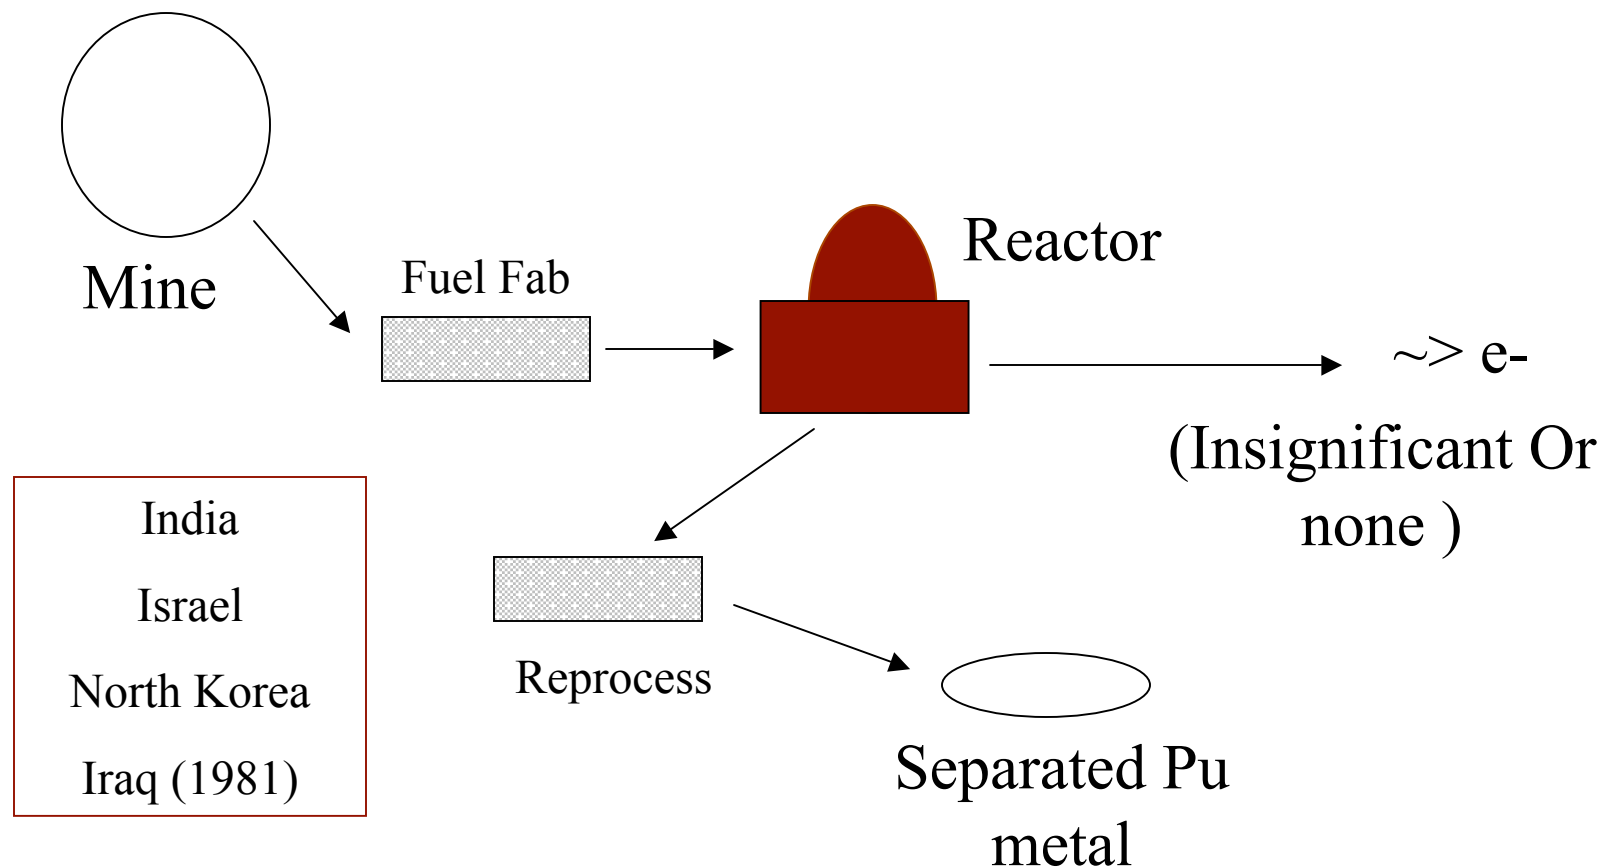 Mine
Fuel Fab
Reactor
~> e-
(Insignificant Or
none )
India
Israel
North Korea
Iraq (1981)
Reprocess
Separated Pu
metal